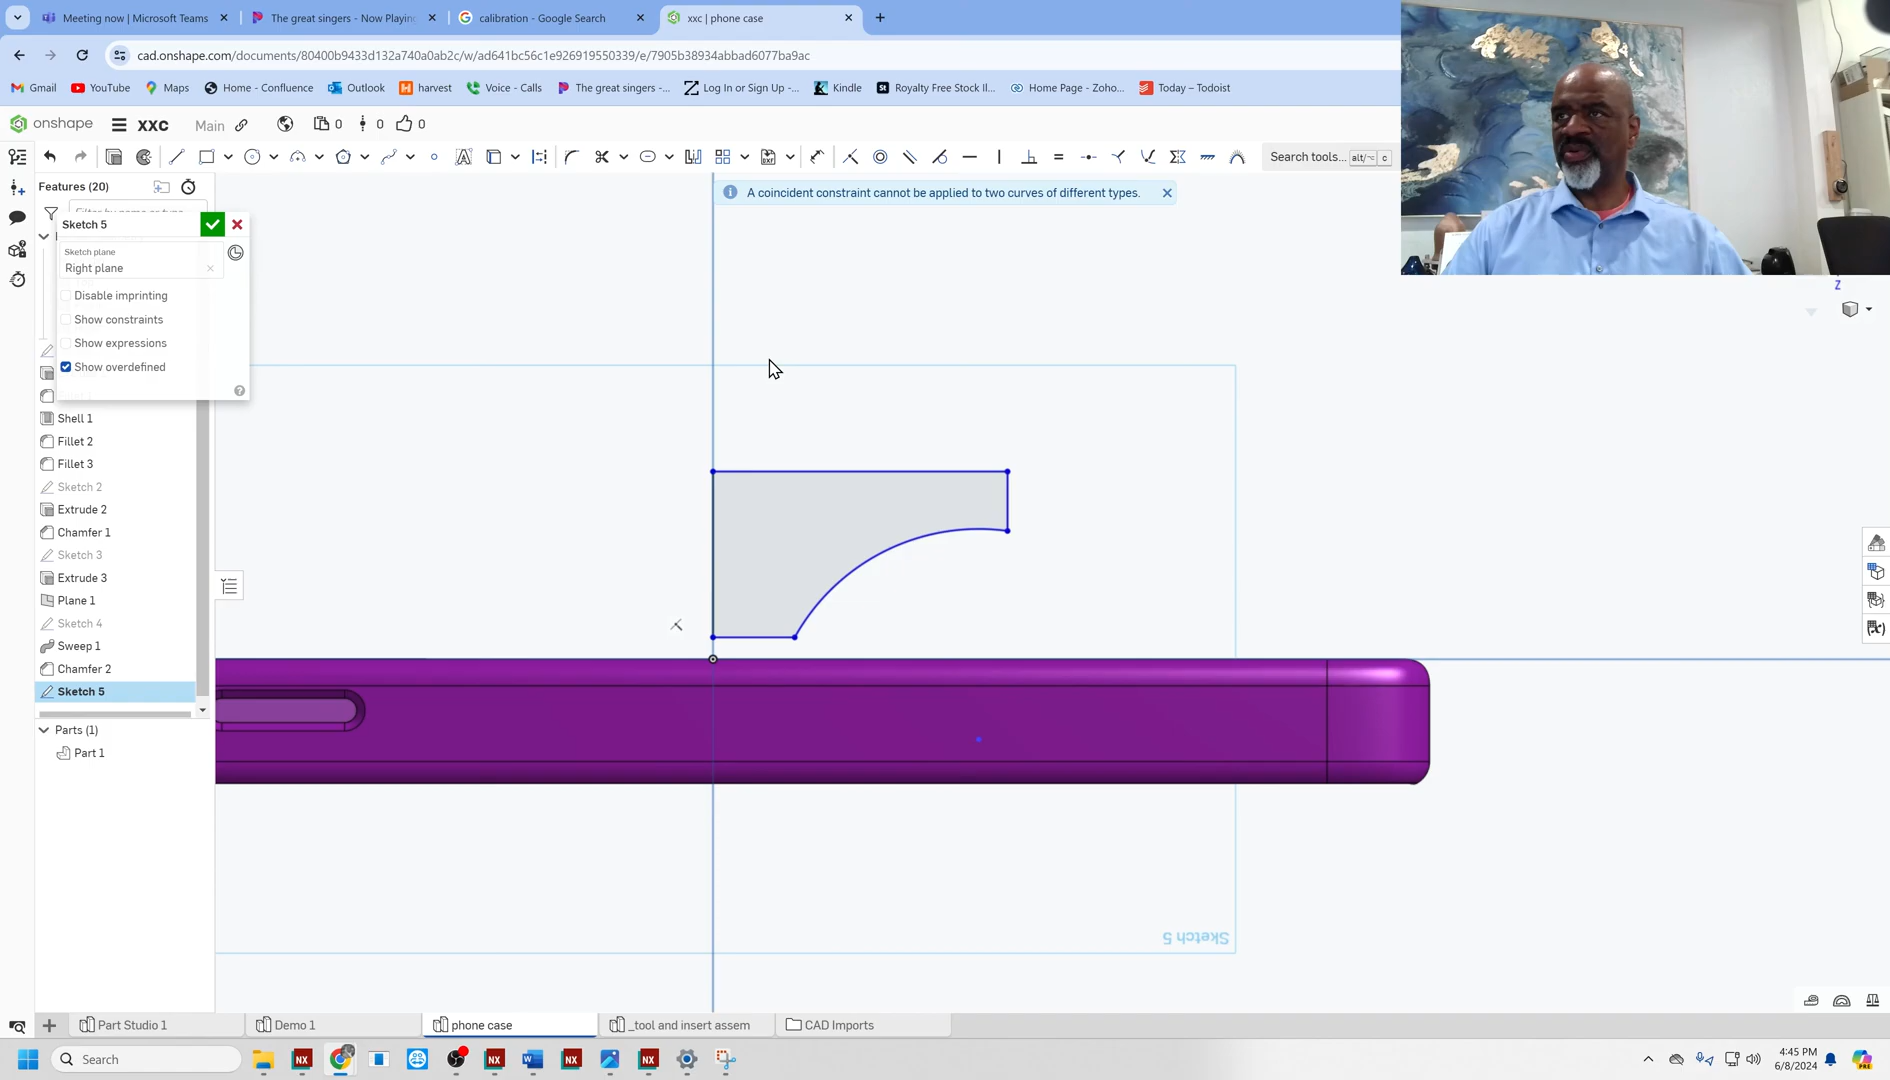 Meeting now | Microsoft Teams
The great singers - Now Playin
calibration - Google Search
xxc | phone case
cad.onshape.com/documents/80400b9433d132a740a0ab2c/w/ad641bc56c1e926919550339/e/7905b38934abbad6077ba9ac
Gmail
YouTube
Maps
Home - Confluence
Outlook
harvest
Voice - Calls
The great singers -...
Log In or Sign Up -...
Kindle
Royalty Free Stock Il...
Home Page - Zoho...
Today – Todoist
onshape
XXC
Main
0
0
0
Search tools...
alt/⌥
c
Features (20)
A coincident constraint cannot be applied to two curves of different types.
Sketch 5
Sketch plane
Right plane
Disable imprinting
Show constraints
Show expressions
Show overdefined
Shell 1
Fillet 2
Fillet 3
Sketch 2
Extrude 2
Chamfer 1
Sketch 3
Extrude 3
Plane 1
Sketch 4
Sweep 1
Chamfer 2
Sketch 5
Parts (1)
Part 1
Z
Sketch 5
Part Studio 1
Demo 1
phone case
_tool and insert assem
CAD Imports
Search
4:45 PM
6/8/2024